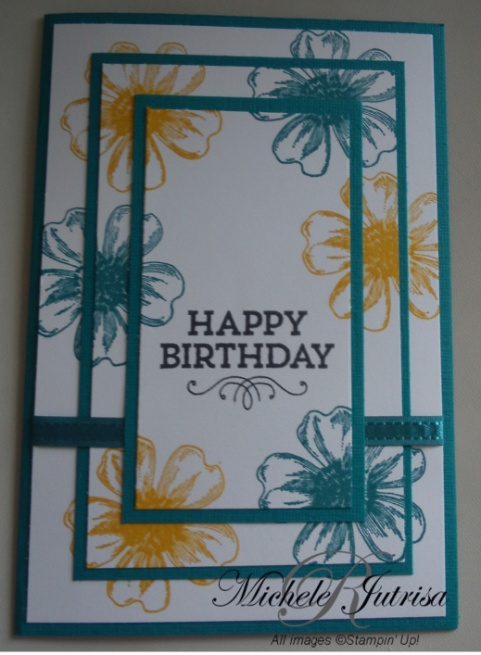 HAPPY
BIRTHDAY
Michele R Jutrisa
All images ©Stampin' Up!